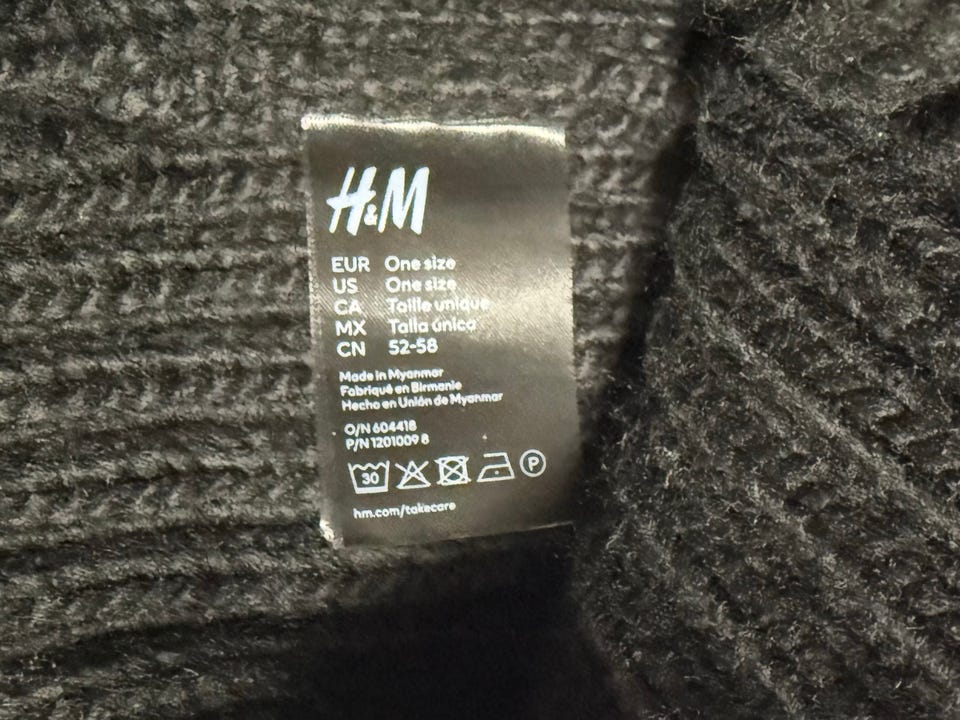 H&M
EUR One size
US One size
CA Taille unique
MX Talla única
CN 52-58
Made in Myanmar
Fabriqué en Birmanie
Hecho en Unión de Myanmar
O/N 604418
P/N 1201009 8
30 P
hm.com/takecare